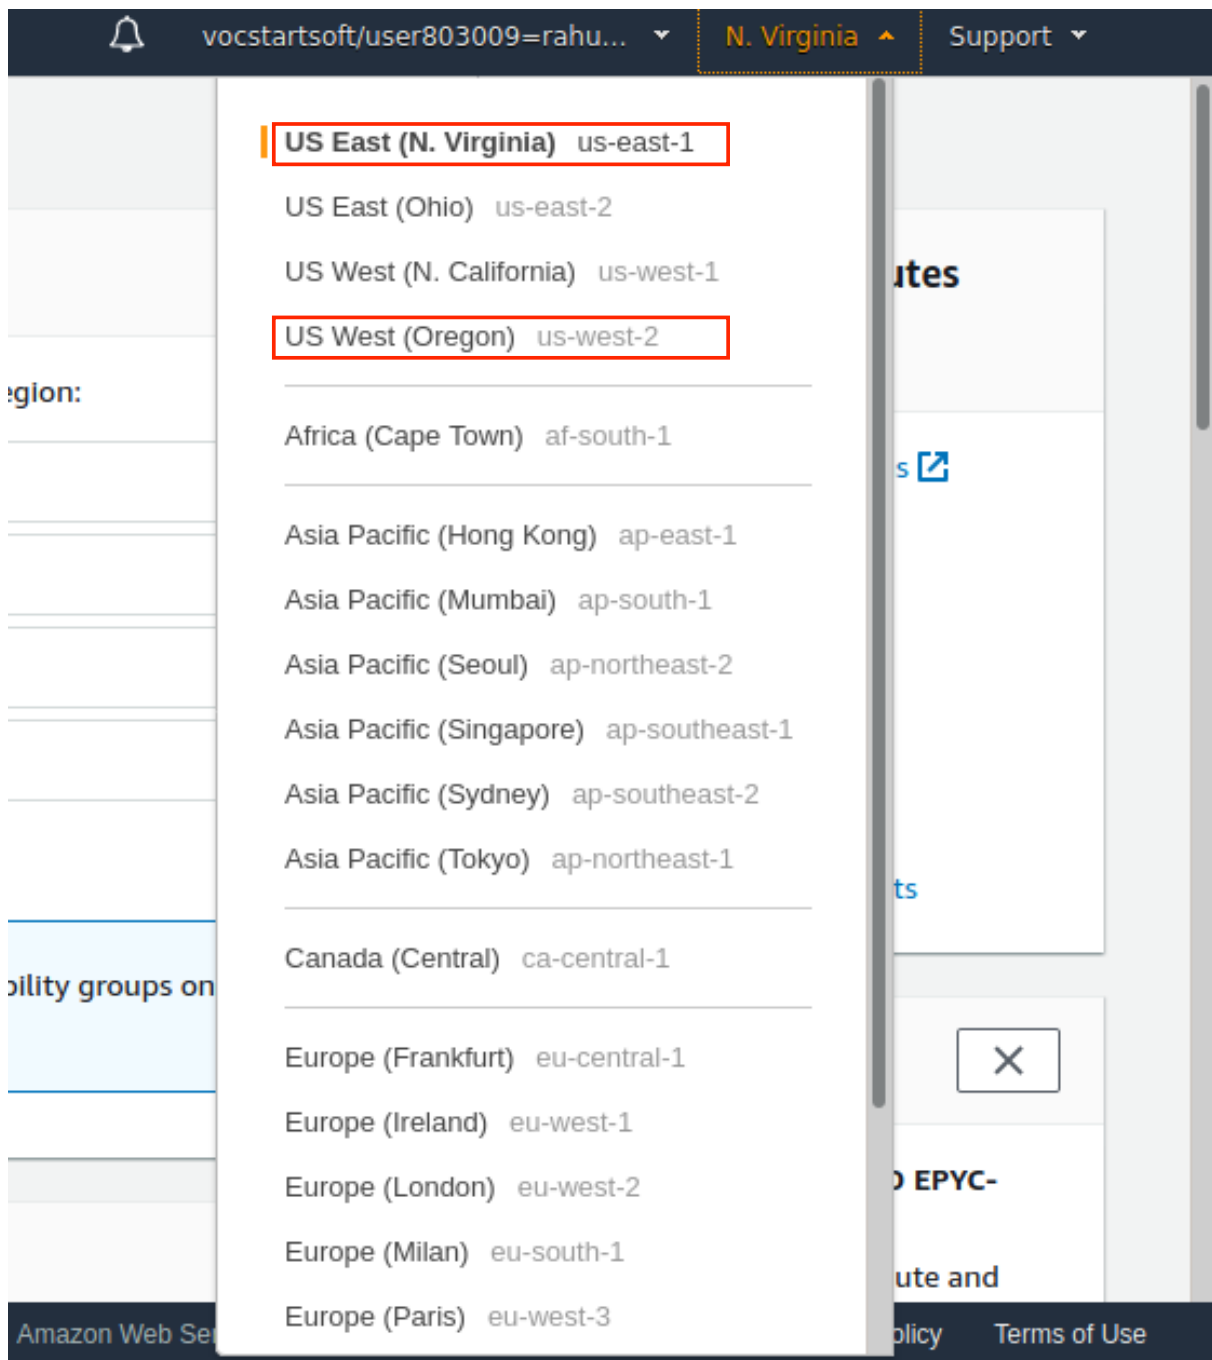 vocstartsoft/user803009=rahu... N. Virginia Support
US East (N. Virginia) us-east-1
US East (Ohio) us-east-2
US West (N. California) us-west-1
utes
US West (Oregon) us-west-2
egion:
Africa (Cape Town) af-south-1
s
Asia Pacific (Hong Kong) ap-east-1
Asia Pacific (Mumbai) ap-south-1
Asia Pacific (Seoul) ap-northeast-2
Asia Pacific (Singapore) ap-southeast-1
Asia Pacific (Sydney) ap-southeast-2
Asia Pacific (Tokyo) ap-northeast-1
ts
Canada (Central) ca-central-1
bility groups on
Europe (Frankfurt) eu-central-1
Europe (Ireland) eu-west-1
Europe (London) eu-west-2
D EPYC-
Europe (Milan) eu-south-1
ute and
Europe (Paris) eu-west-3
Amazon Web Ser
olicy Terms of Use